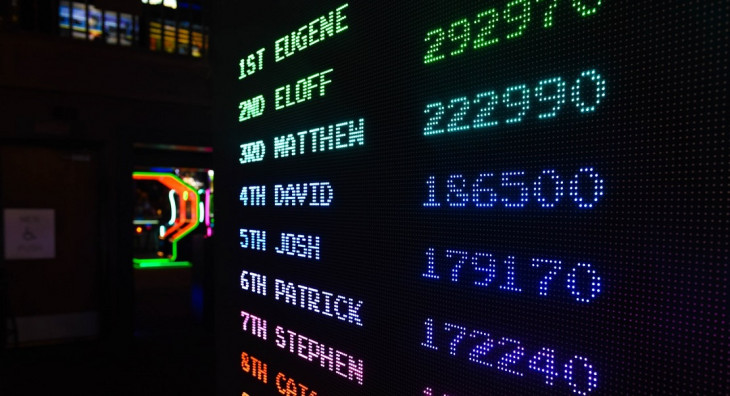 1ST EUGENE
2ND ELOFF 292970
3RD MATTHEW 222990
4TH DAVID 186500
5TH JOSH 179170
6TH PATRICK 172240
7TH STEPHEN
8TH